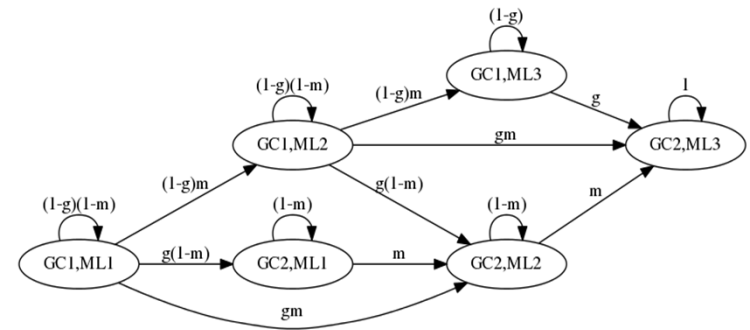 (1-g)
GC1,ML3
(1-g)(1-m)
(1-g)m
g
1
GC1,ML2
gm
GC2,ML3
(1-g)m
g(1-m)
m
(1-g)(1-m)
(1-m)
(1-m)
GC1,ML1
g(1-m)
GC2,ML1
m
GC2,ML2
gm